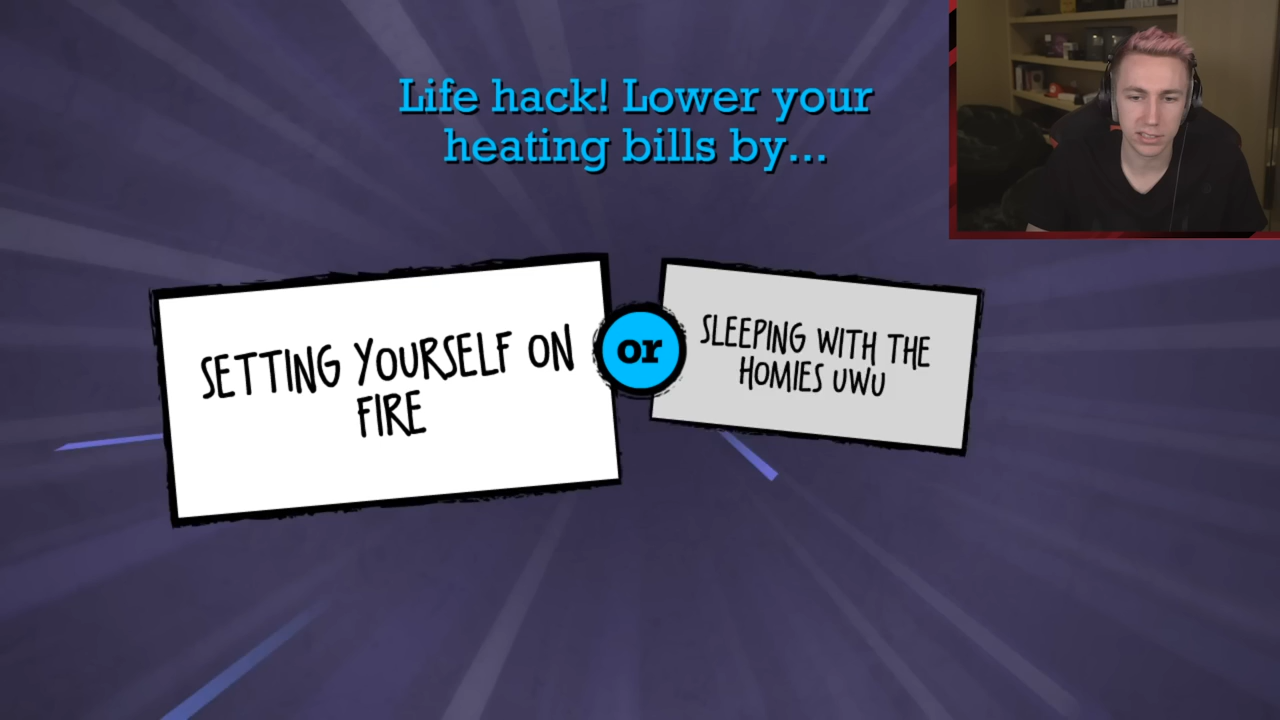 Life hack! Lower your
heating bills by...
SETTING YOURSELF ON
FIRE
or
SLEEPING WITH THE
HOMIES UWU